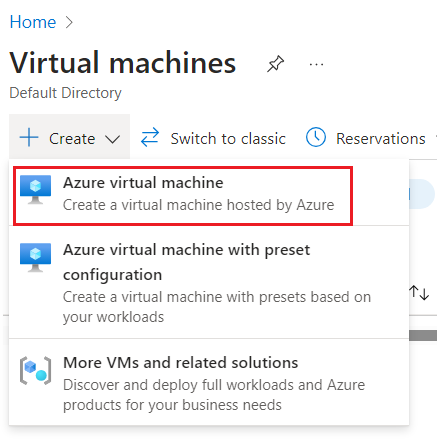 Home
Virtual machines
Default Directory
Create
Switch to classic
Reservations
Azure virtual machine
Create a virtual machine hosted by Azure
Azure virtual machine with preset
configuration
Create a virtual machine with presets based on
your workloads
More VMs and related solutions
Discover and deploy full workloads and Azure
products for your business needs